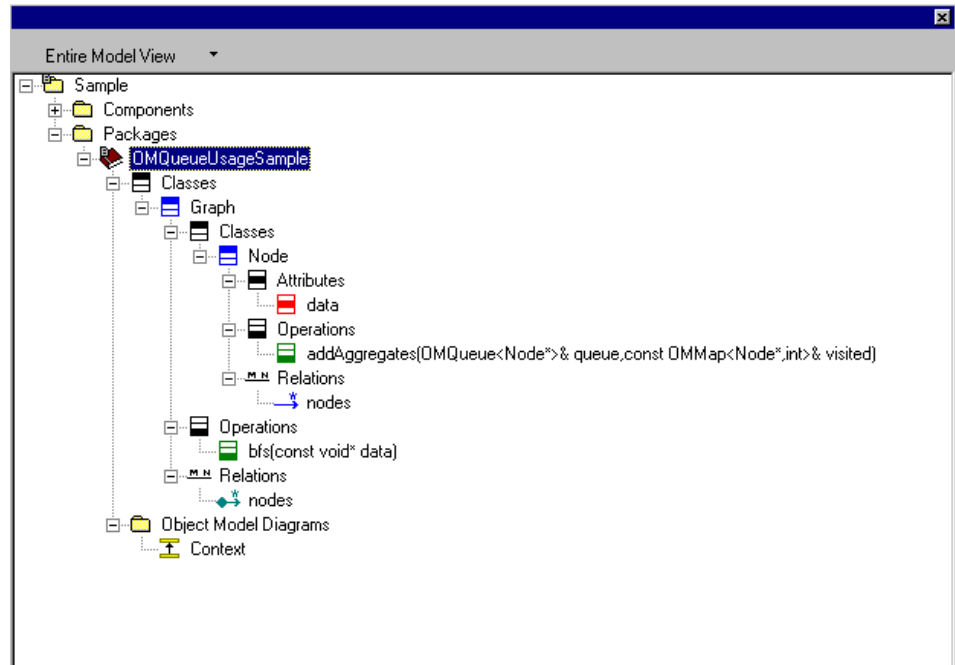 Entire Model View
Sample
Components
Packages
OMQueueUsageSample
Classes
Graph
Classes
Node
Attributes
data
Operations
addAggregates(OMQueue<Node*>& queue,const OMMap<Node*,int>& visited)
M N Relations
nodes
Operations
bfs(const void* data)
M N Relations
nodes
Object Model Diagrams
Context